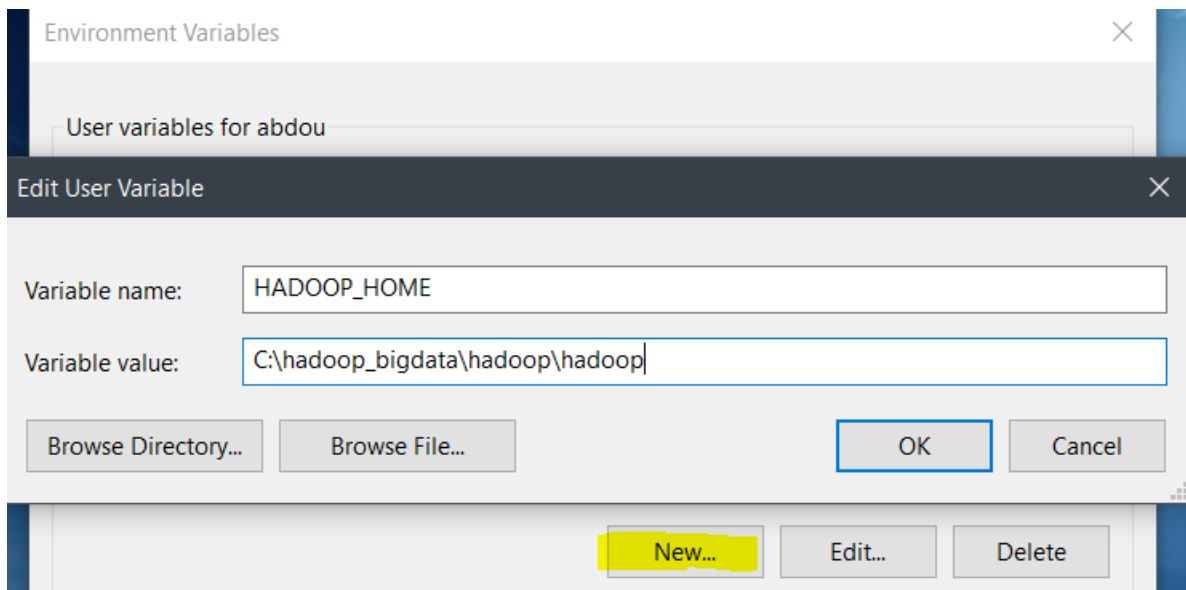 Environment Variables
User variables for abdou
Edit User Variable
Variable name: HADOOP_HOME
Variable value: C:\hadoop_bigdata\hadoop\hadoop
Browse Directory... Browse File... OK Cancel
New... Edit... Delete